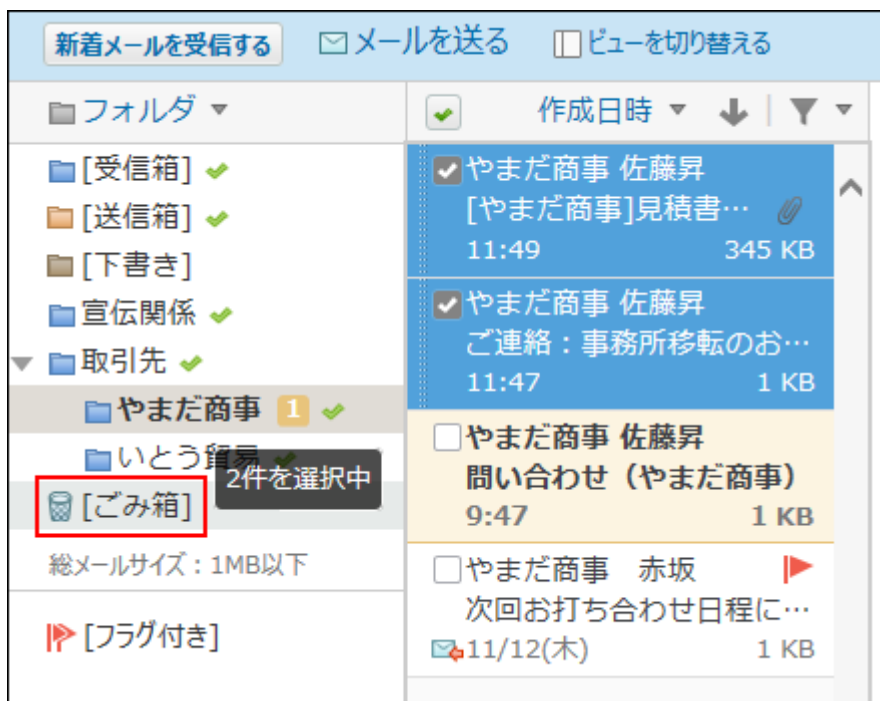 新着メールを受信する メールを送る ビューを切り替える
フォルダ
[受信箱]
[送信箱]
[下書き]
宣伝関係
取引先
やまだ商事 1
いとう貿易
2件を選択中
[ごみ箱]
総メールサイズ：1MB以下
[フラグ付き]
作成日時
やまだ商事 佐藤昇
[やまだ商事]見積書…
11:49 345 KB
やまだ商事 佐藤昇
ご連絡：事務所移転のお…
11:47 1 KB
やまだ商事 佐藤昇
問い合わせ（やまだ商事）
9:47 1 KB
やまだ商事　赤坂
次回お打ち合わせ日程に…
11/12(木) 1 KB